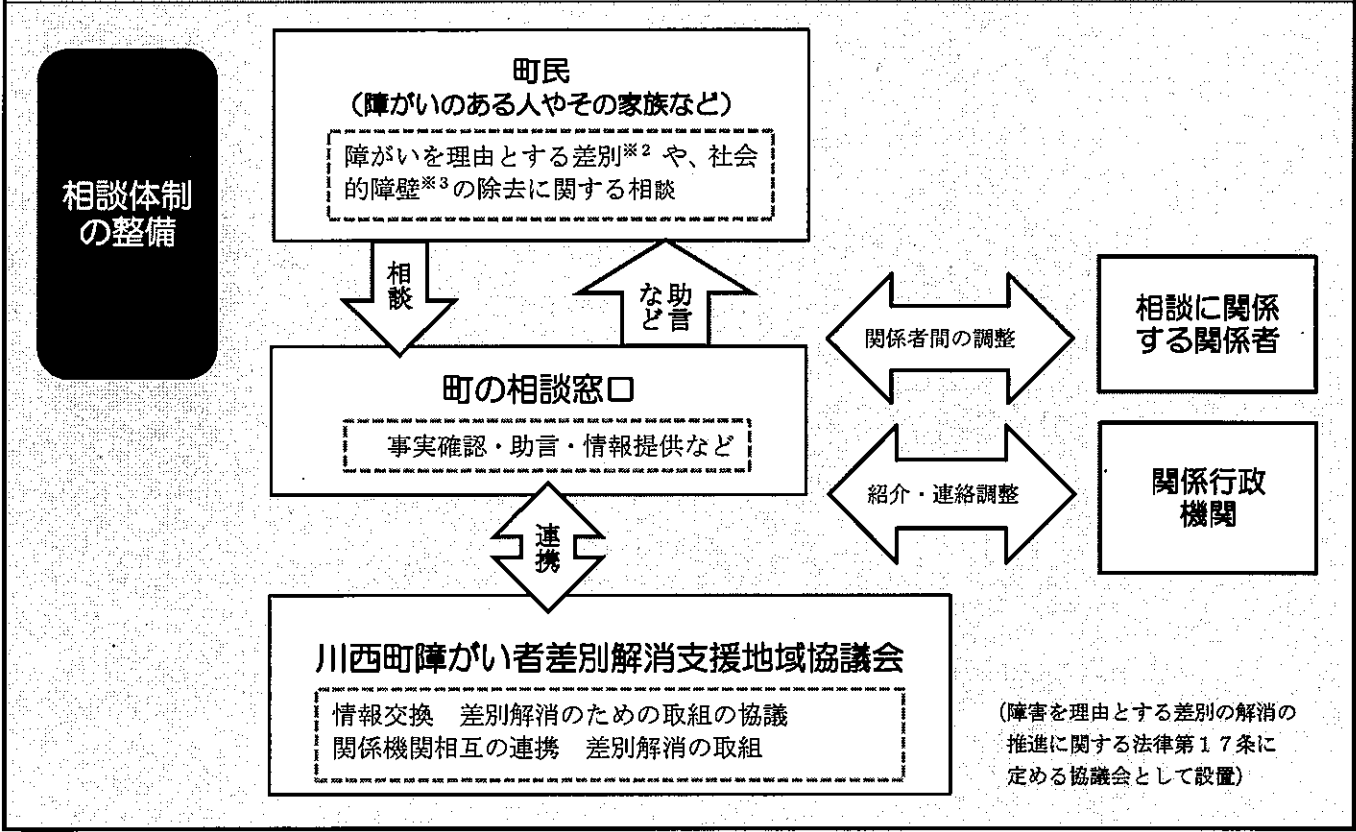 相談体制
の整備
町民
（障がいのある人やその家族など）
障がいを理由とする差別※2 や、社会
的障壁※3の除去に関する相談
相談
助言
など
町の相談窓口
事実確認・助言・情報提供など
関係者間の調整
相談に関係
する関係者
紹介・連絡調整
関係行政
機関
連携
川西町障がい者差別解消支援地域協議会
情報交換　差別解消のための取組の協議
関係機関相互の連携　差別解消の取組
（障害を理由とする差別の解消の
推進に関する法律第１７条に
定める協議会として設置）